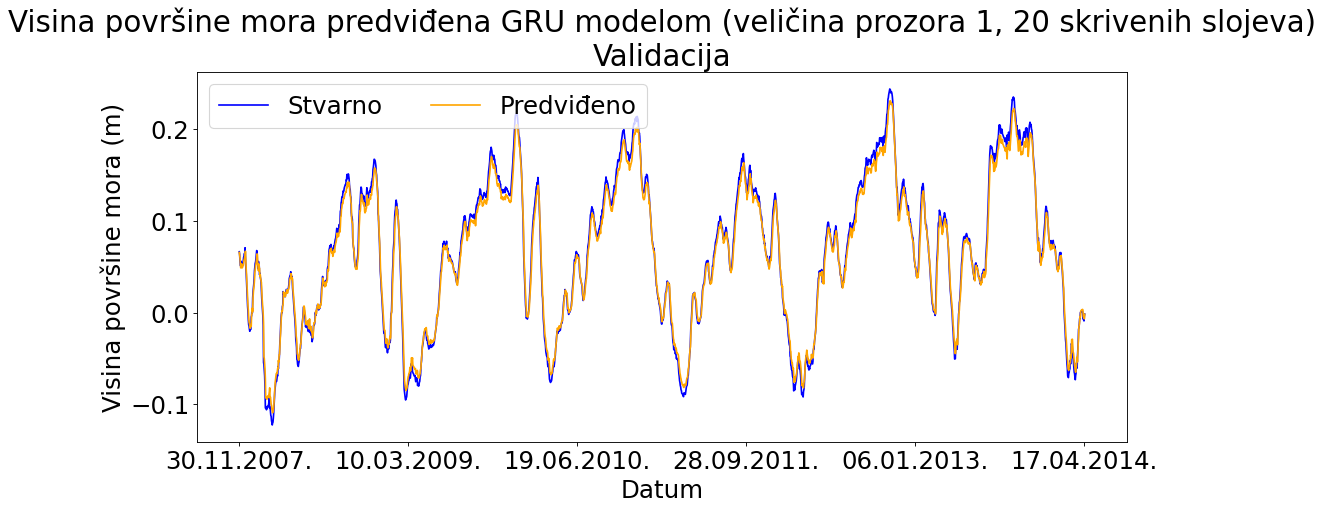 Visina površine mora predviđena GRU modelom (veličina prozora 1, 20 skrivenih slojeva)
Validacija
Stvarno Predviđeno
Visina površine mora (m)
0.2
0.1
0.0
−0.1
30.11.2007. 10.03.2009. 19.06.2010. 28.09.2011. 06.01.2013. 17.04.2014.
Datum